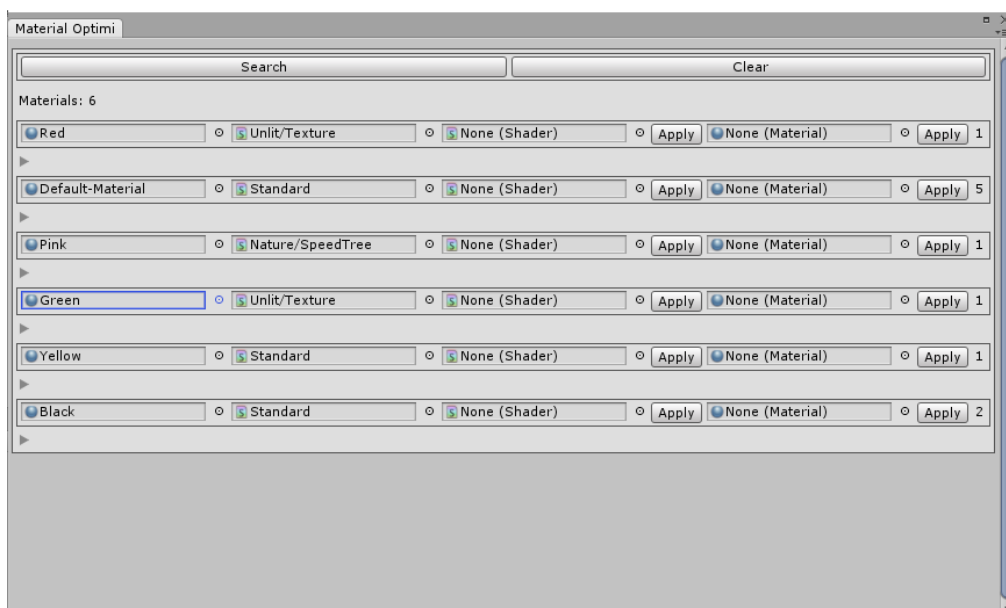 Material Optimi
Search Clear
Materials: 6
Red Unlit/Texture None (Shader) Apply None (Material) Apply 1
Default-Material Standard None (Shader) Apply None (Material) Apply 5
Pink Nature/SpeedTree None (Shader) Apply None (Material) Apply 1
Green Unlit/Texture None (Shader) Apply None (Material) Apply 1
Yellow Standard None (Shader) Apply None (Material) Apply 1
Black Standard None (Shader) Apply None (Material) Apply 2